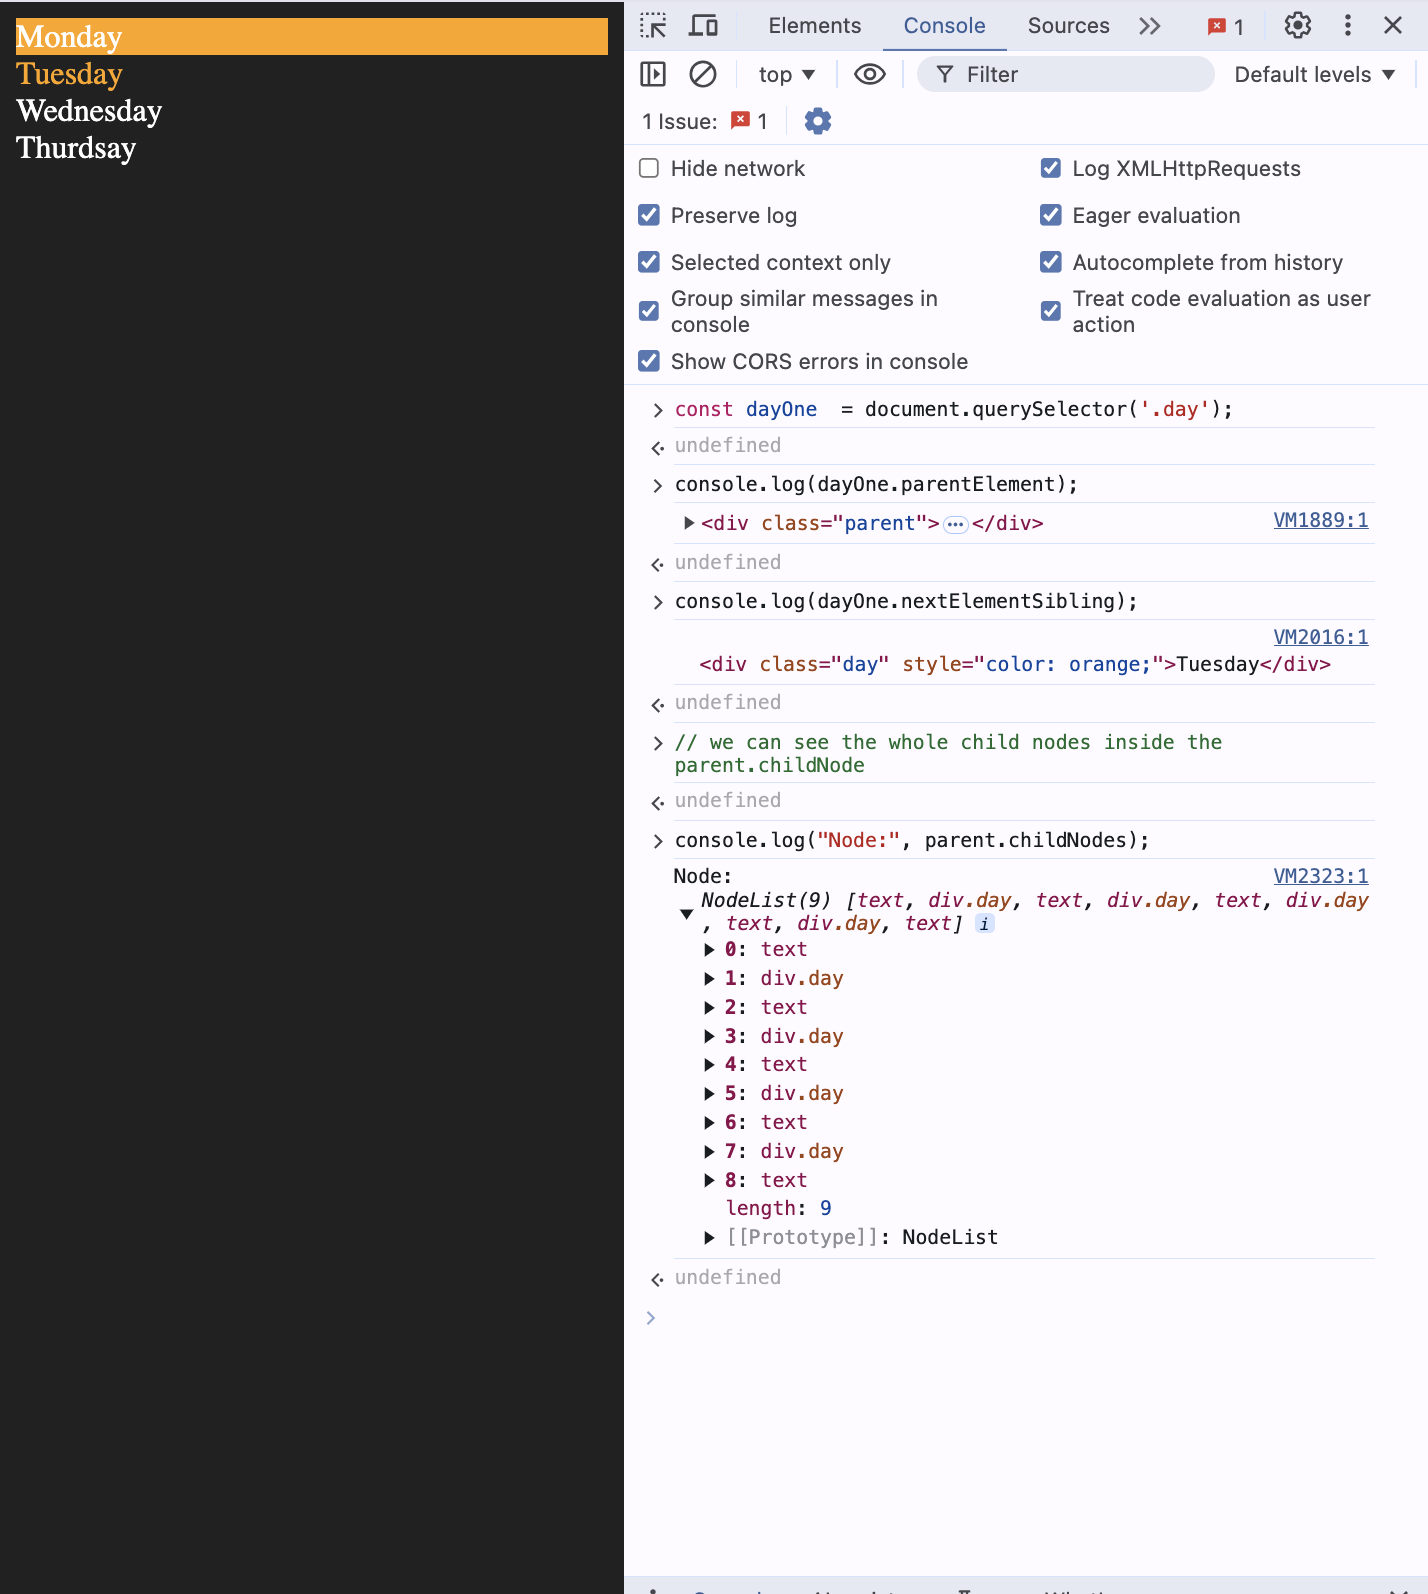 Monday
Tuesday
Wednesday
Thurdsay
Elements Console Sources 1
top Filter Default levels
1 Issue: 1
Hide network Log XMLHttpRequests
Preserve log Eager evaluation
Selected context only Autocomplete from history
Group similar messages in console Treat code evaluation as user action
Show CORS errors in console
const dayOne  = document.querySelector('.day');
undefined
console.log(dayOne.parentElement);
<div class="parent">…</div> VM1889:1
undefined
console.log(dayOne.nextElementSibling);
VM2016:1
<div class="day" style="color: orange;">Tuesday</div>
undefined
// we can see the whole child nodes inside the
parent.childNode
undefined
console.log("Node:", parent.childNodes);
Node: VM2323:1
NodeList(9) [text, div.day, text, div.day, text, div.day
, text, div.day, text] i
0: text
1: div.day
2: text
3: div.day
4: text
5: div.day
6: text
7: div.day
8: text
length: 9
[[Prototype]]: NodeList
undefined